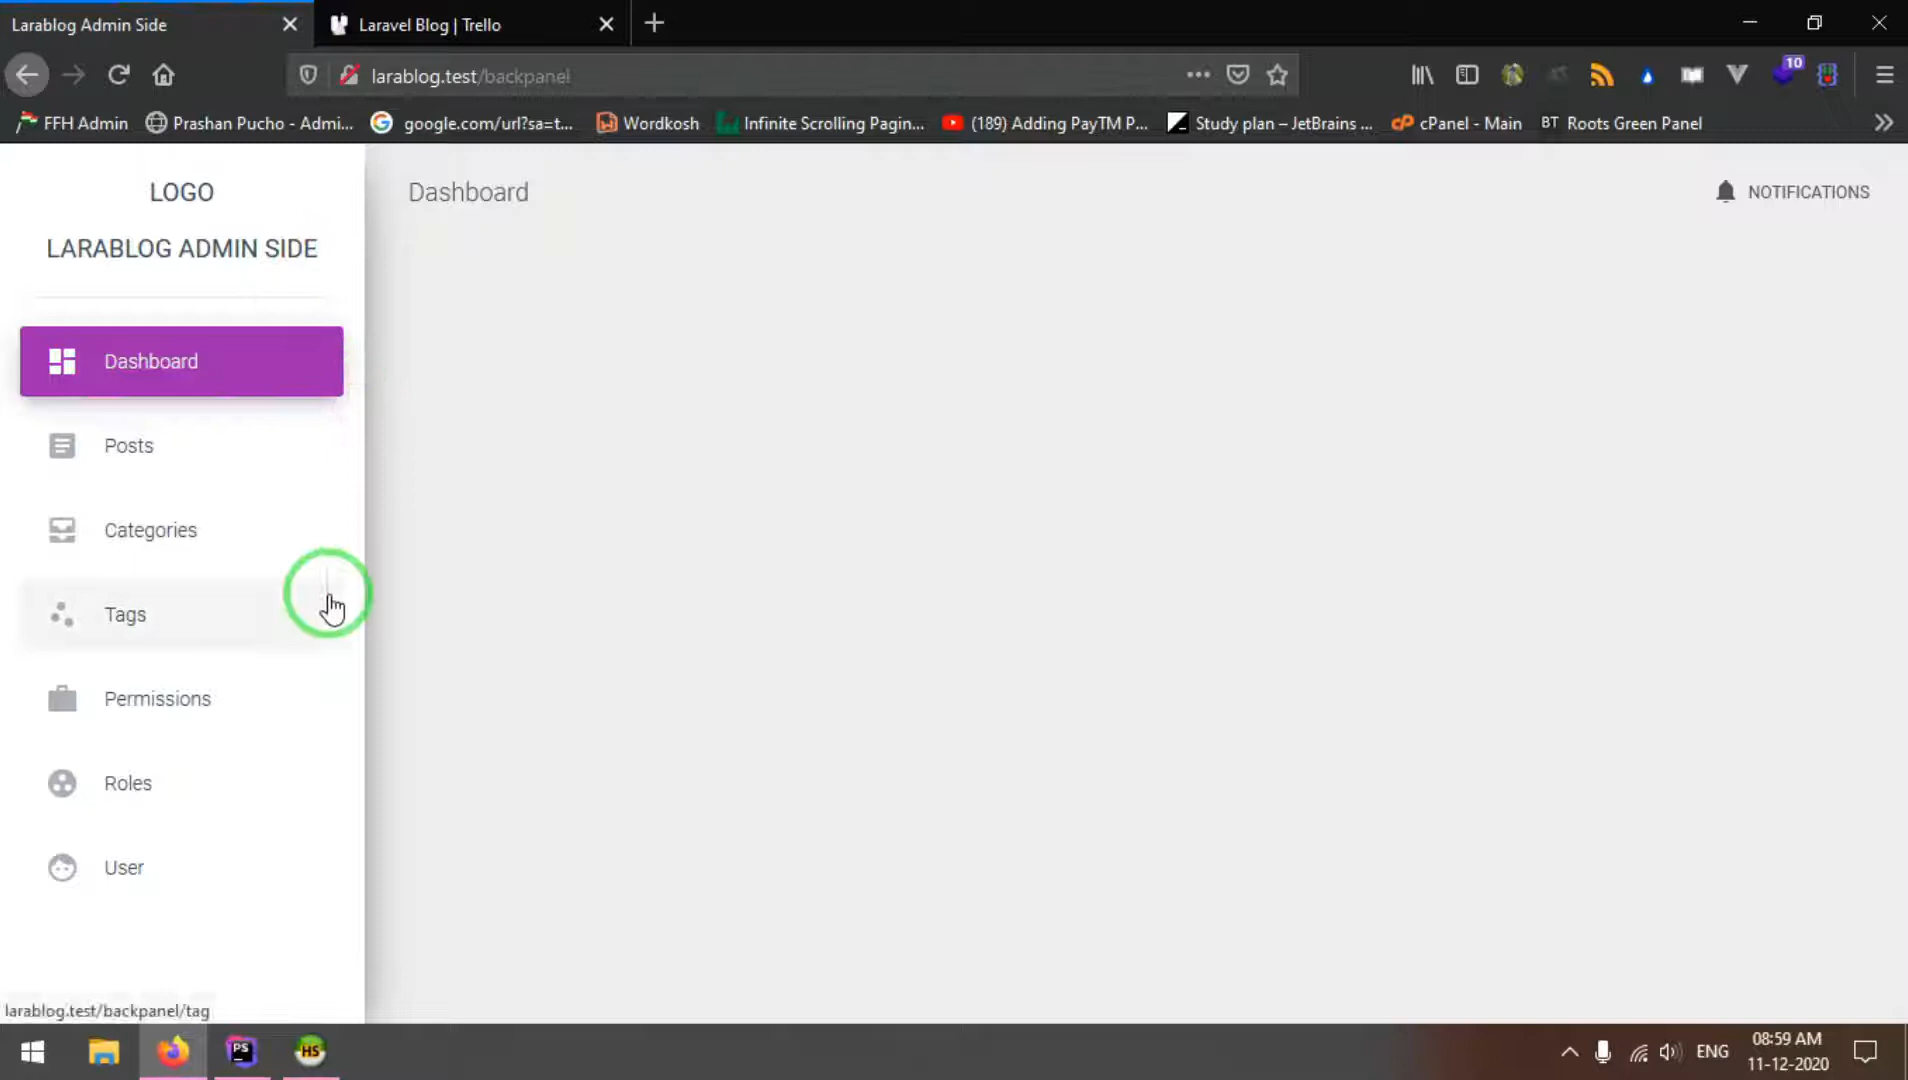 Larablog Admin Side
Laravel Blog | Trello
larablog.test/backpanel
10
FFH Admin
Prashan Pucho - Admi...
google.com/url?sa=t...
Wordkosh
Infinite Scrolling Pagin...
(189) Adding PayTM P...
Study plan – JetBrains ...
cPanel - Main
BT Roots Green Panel
LOGO
LARABLOG ADMIN SIDE
Dashboard
NOTIFICATIONS
Dashboard
Posts
Categories
Tags
Permissions
Roles
User
larablog.test/backpanel/tag
PS
HS
ENG
08:59 AM
11-12-2020